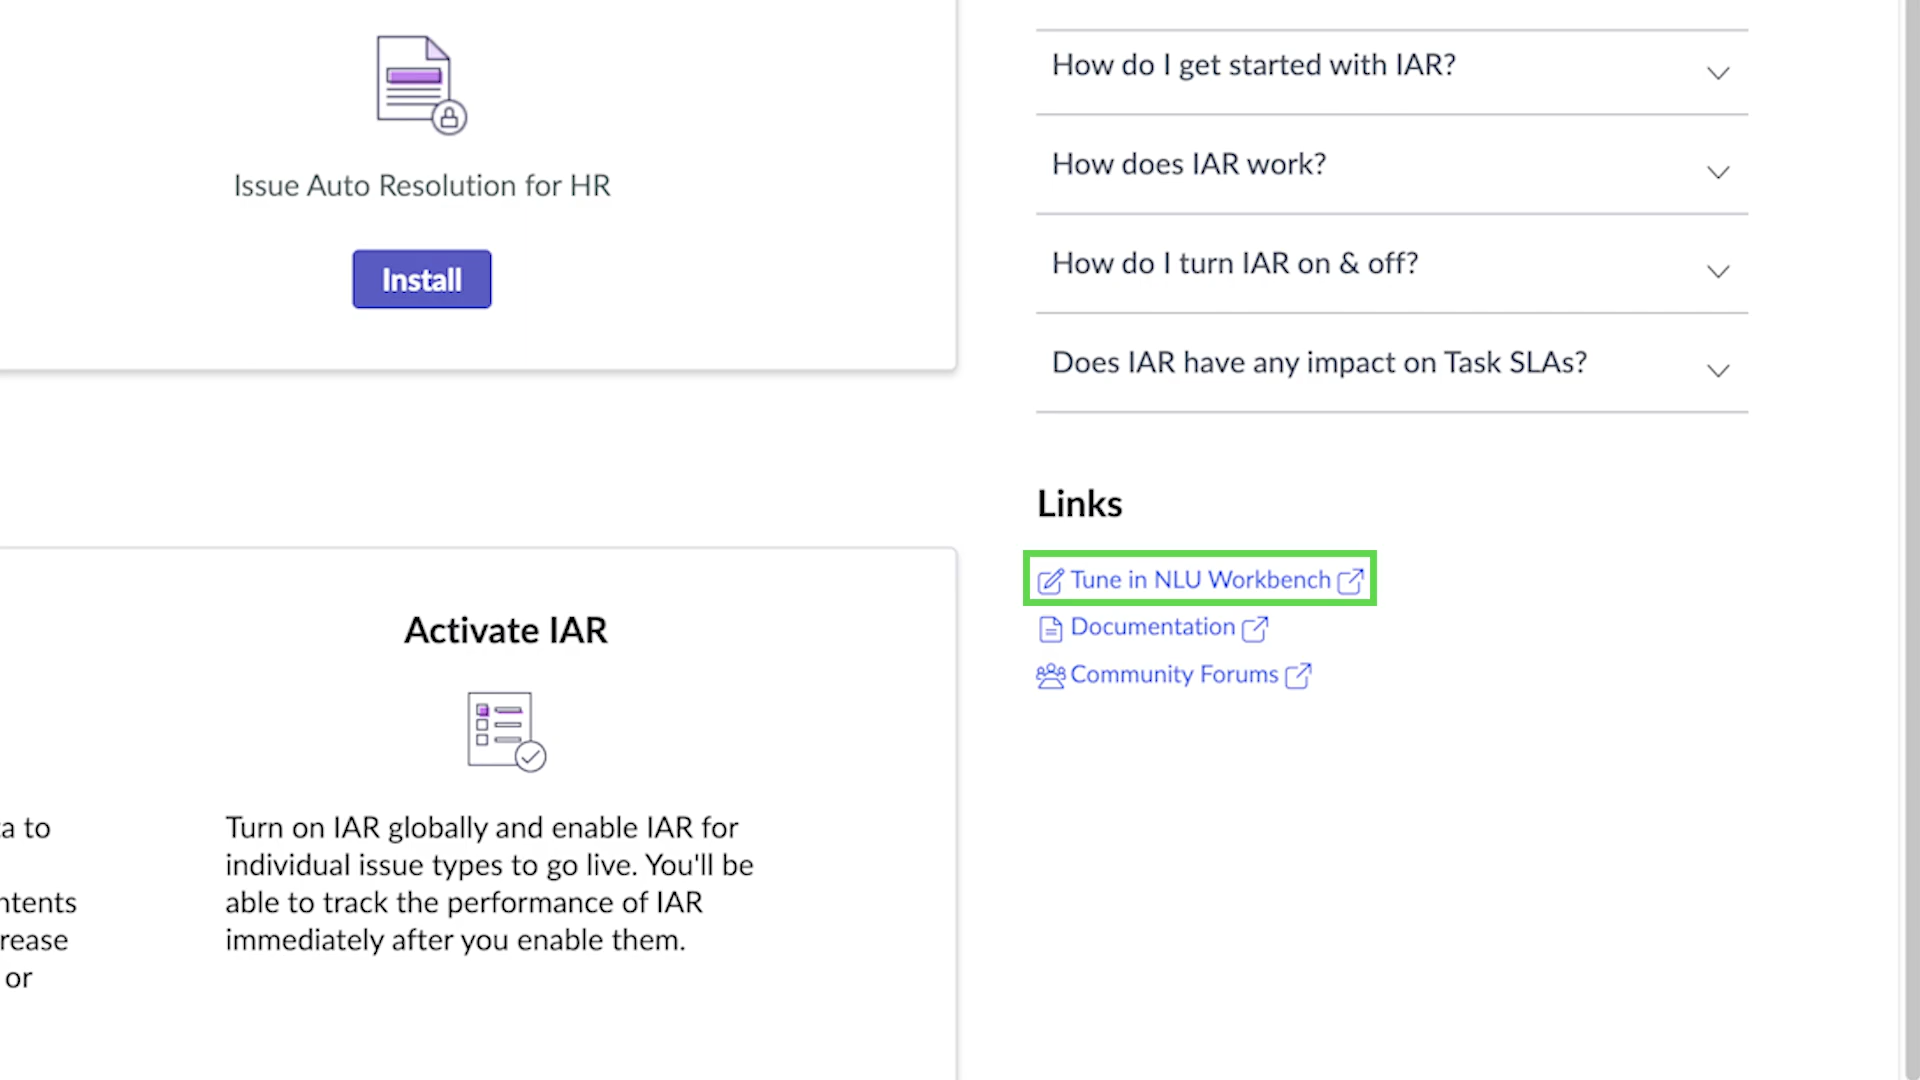 Issue Auto Resolution for HR
Install
How do I get started with IAR?
How does IAR work?
How do I turn IAR on & off?
Does IAR have any impact on Task SLAs?
Links
Tune in NLU Workbench
Documentation
Community Forums
a to
ntents
rease
or
Activate IAR
Turn on IAR globally and enable IAR for
individual issue types to go live. You'll be
able to track the performance of IAR
immediately after you enable them.